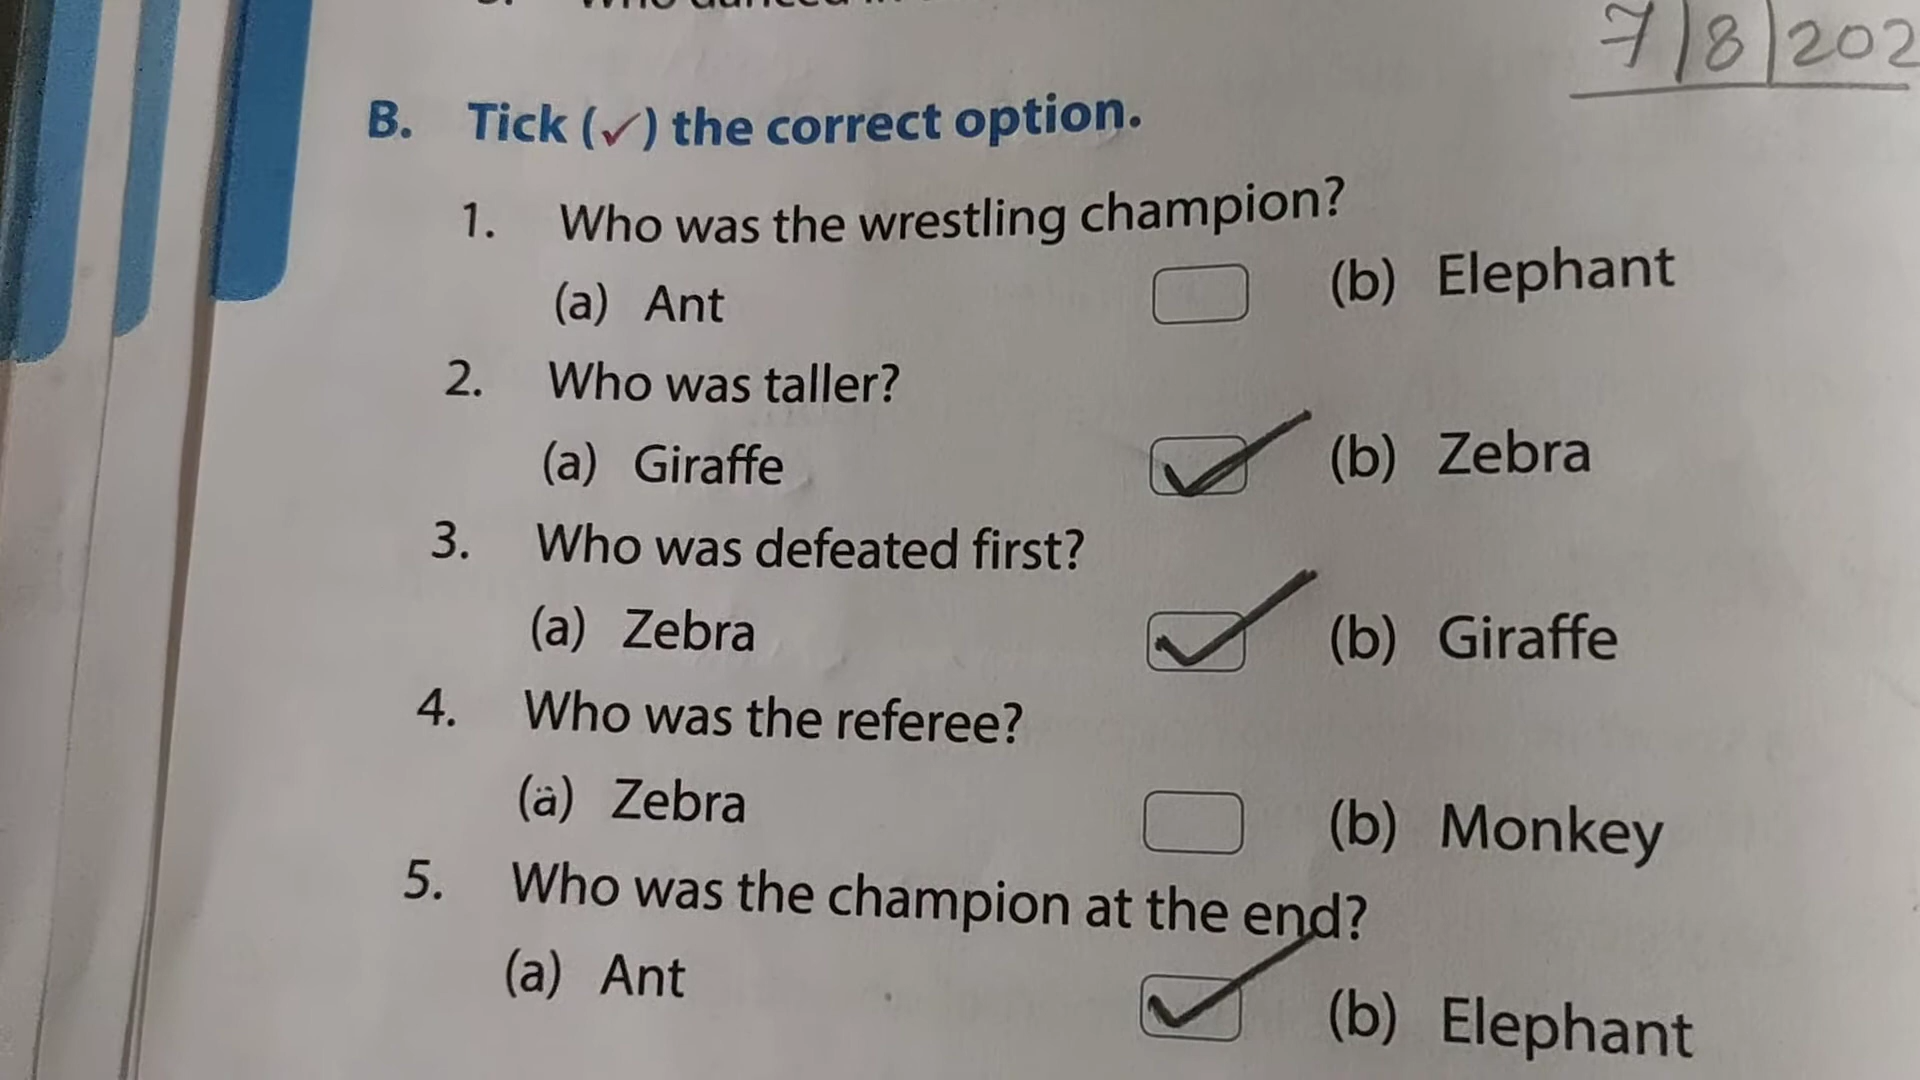 7/8/202
B. Tick (✓) the correct option.
1. Who was the wrestling champion?
(a) Ant (b) Elephant
2. Who was taller?
(a) Giraffe ✓ (b) Zebra
3. Who was defeated first?
(a) Zebra ✓ (b) Giraffe
4. Who was the referee?
(a) Zebra (b) Monkey
5. Who was the champion at the end?
(a) Ant ✓ (b) Elephant